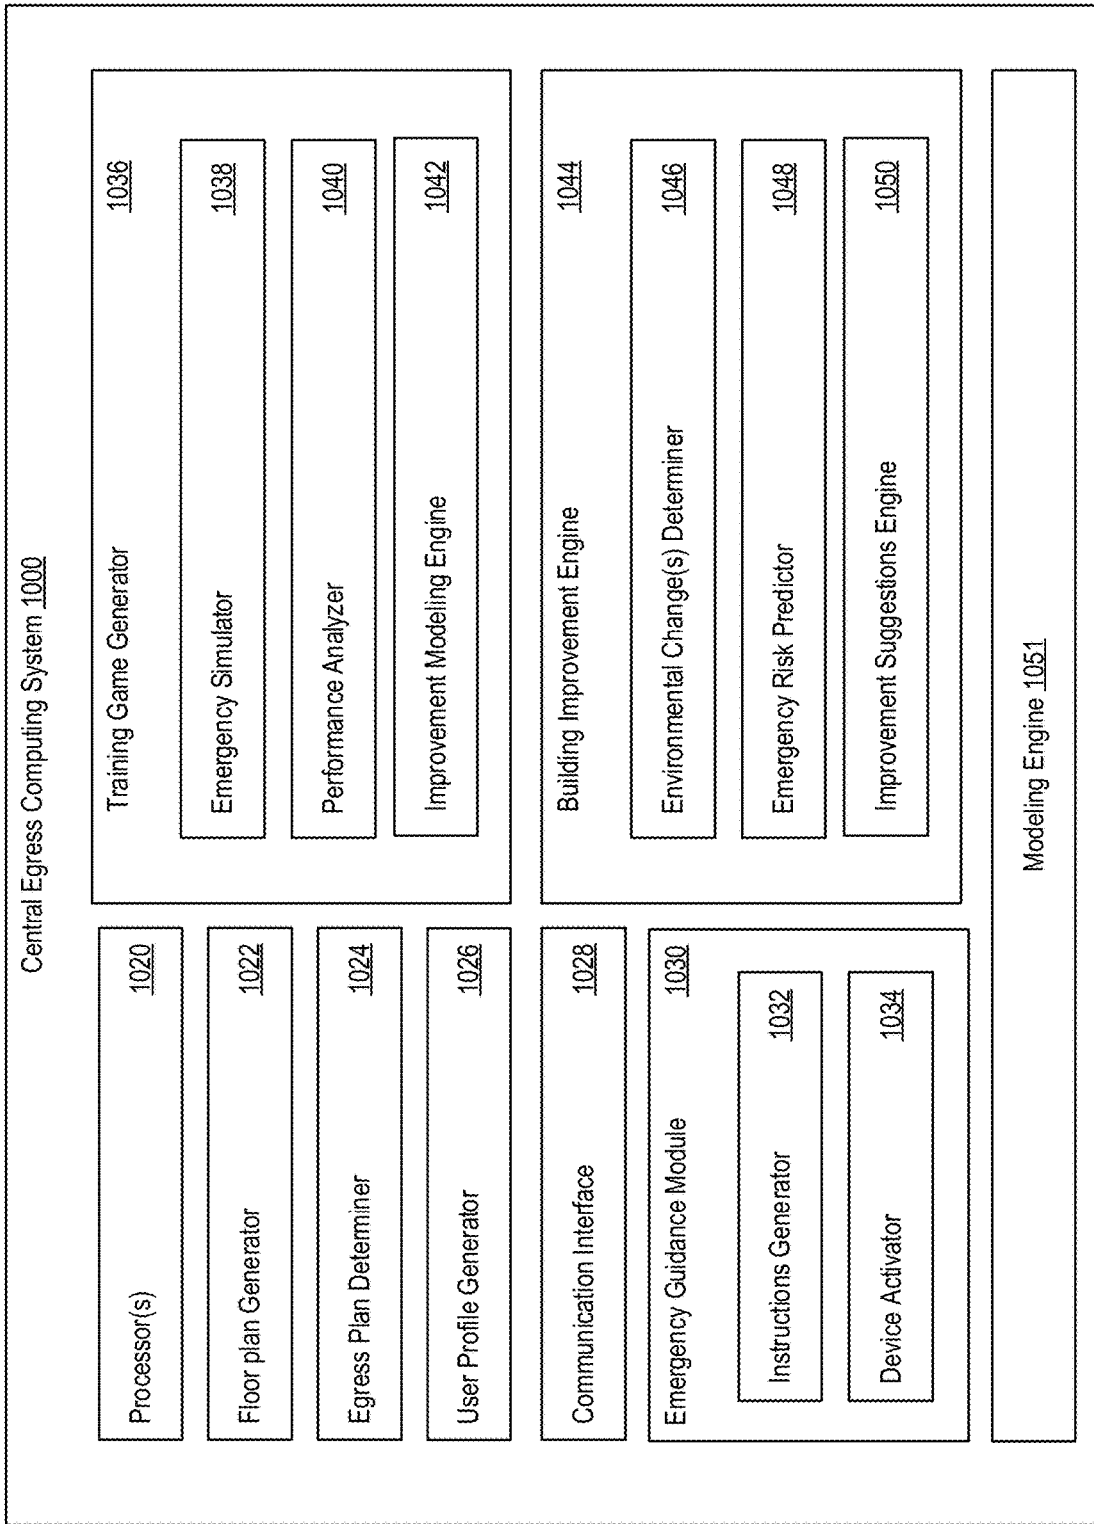 Central Egress Computing System 1000
Processor(s) 1020
Floor plan Generator 1022
Egress Plan Determiner 1024
User Profile Generator 1026
Communication Interface 1028
Emergency Guidance Module 1030
Instructions Generator 1032
Device Activator 1034
Training Game Generator 1036
Emergency Simulator 1038
Performance Analyzer 1040
Improvement Modeling Engine 1042
Building Improvement Engine 1044
Environmental Change(s) Determiner 1046
Emergency Risk Predictor 1048
Improvement Suggestions Engine 1050
Modeling Engine 1051